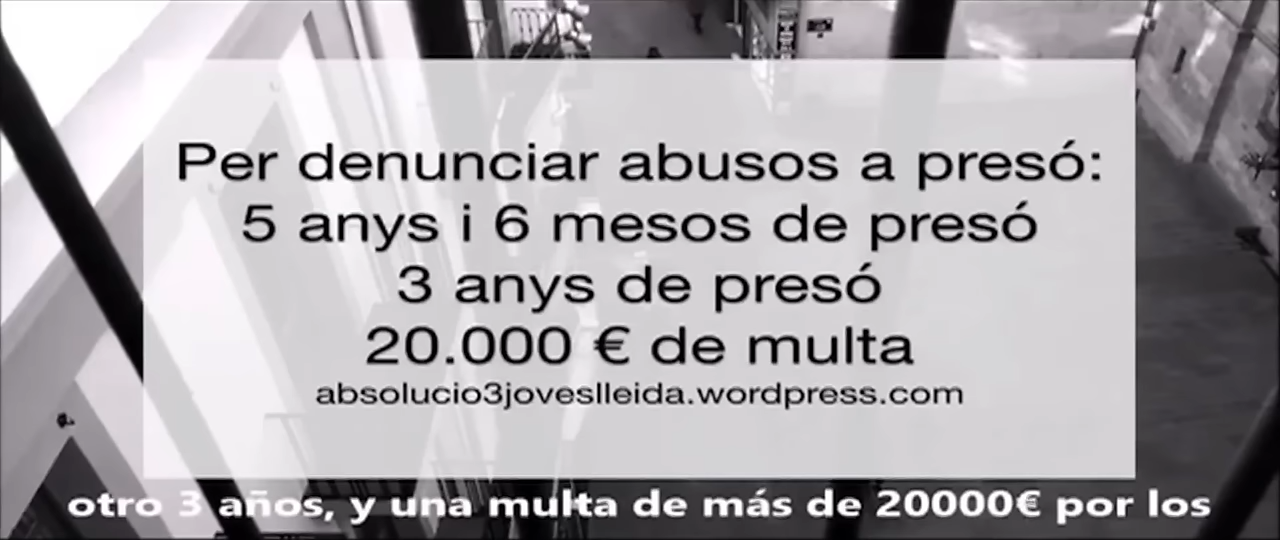 Per denunciar abusos a presó:
5 anys i 6 mesos de presó
3 anys de presó
20.000 € de multa
absolucio3joveslleida.wordpress.com
otro 3 años, y una multa de más de 20000€ por los